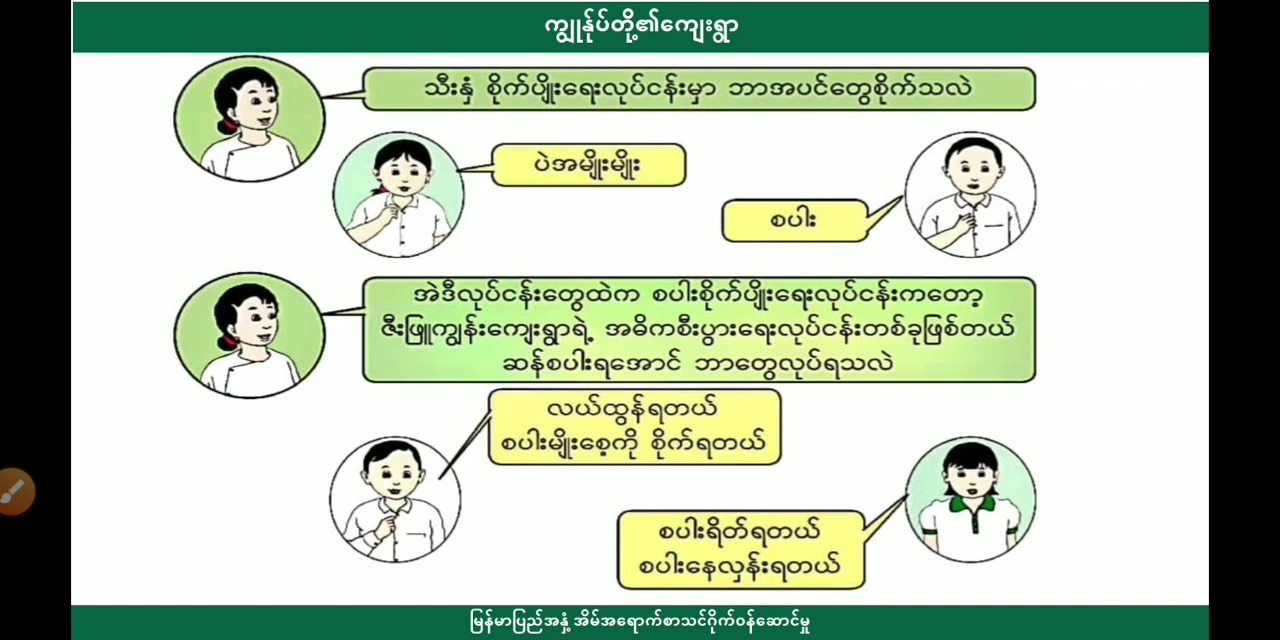 ကျွန်ုပ်တို့၏ကျေးရွာ
သီးနှံ စိုက်ပျိုးရေးလုပ်ငန်းမှာ ဘာအပင်တွေစိုက်သလဲ
ပဲအမျိုးမျိုး
စပါး
အဲဒီလုပ်ငန်းတွေထဲက စပါးစိုက်ပျိုးရေးလုပ်ငန်းကတော့
ဇီးဖြူကျွန်းကျေးရွာရဲ့ အဓိကစီးပွားရေးလုပ်ငန်းတစ်ခုဖြစ်တယ်
ဆန်စပါးရအောင် ဘာတွေလုပ်ရသလဲ
လယ်ထွန်ရတယ်
စပါးမျိုးစေ့ကို စိုက်ရတယ်
စပါးရိတ်ရတယ်
စပါးနေလှန်းရတယ်
မြန်မာပြည်အနှံ့ အိမ်အရောက်စာသင်ဂိုက်ဝန်ဆောင်မှု